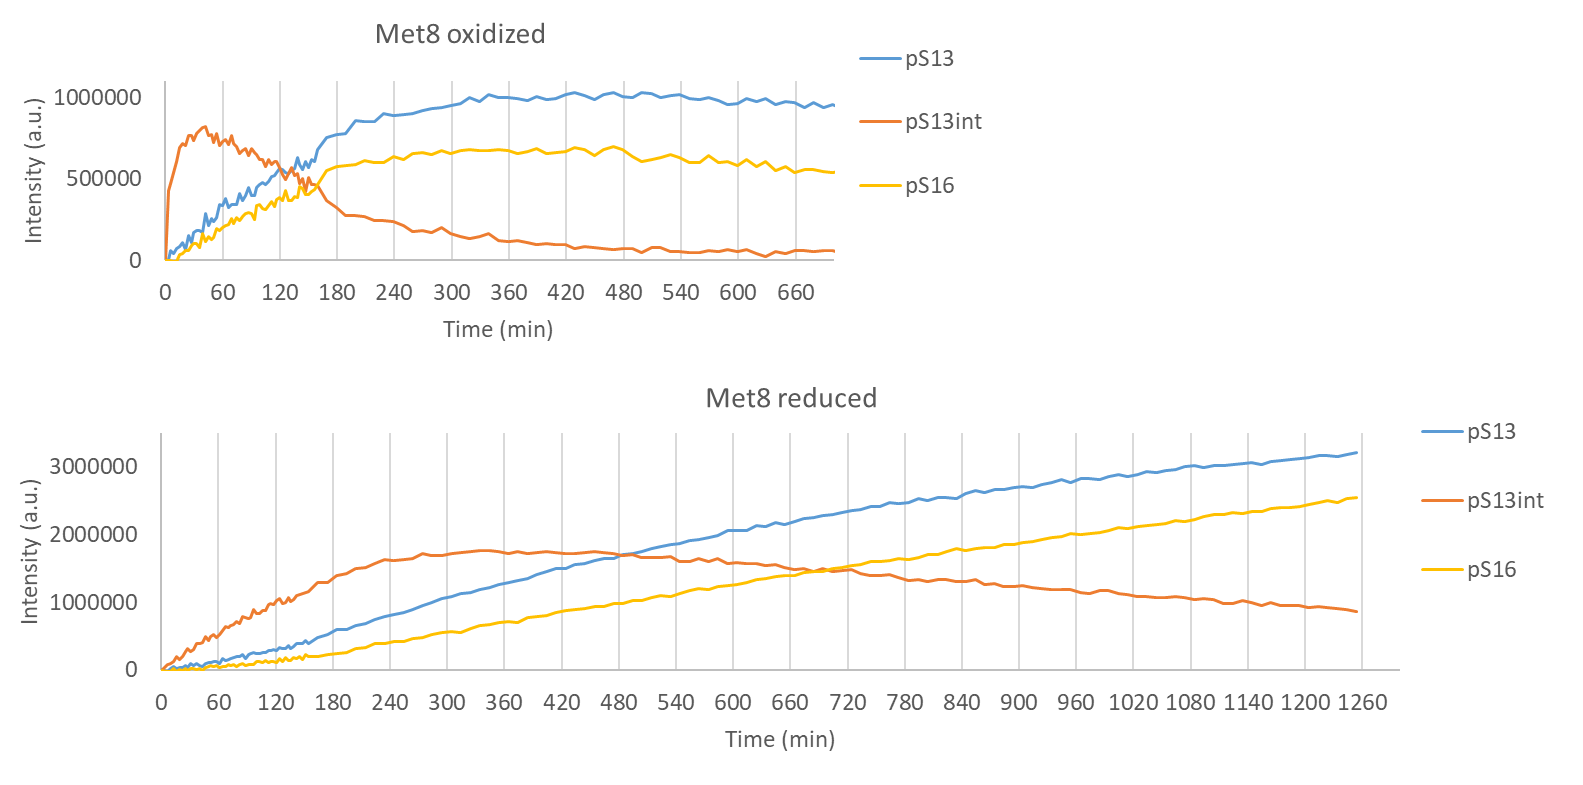 Met8 oxidized
pS13
pS13int
pS16
Intensity (a.u.)
1000000
500000
0
0 60 120 180 240 300 360 420 480 540 600 660
Time (min)
Met8 reduced
pS13
pS13int
pS16
Intensity (a.u.)
3000000
2000000
1000000
0
0 60 120 180 240 300 360 420 480 540 600 660 720 780 840 900 960 1020 1080 1140 1200 1260
Time (min)